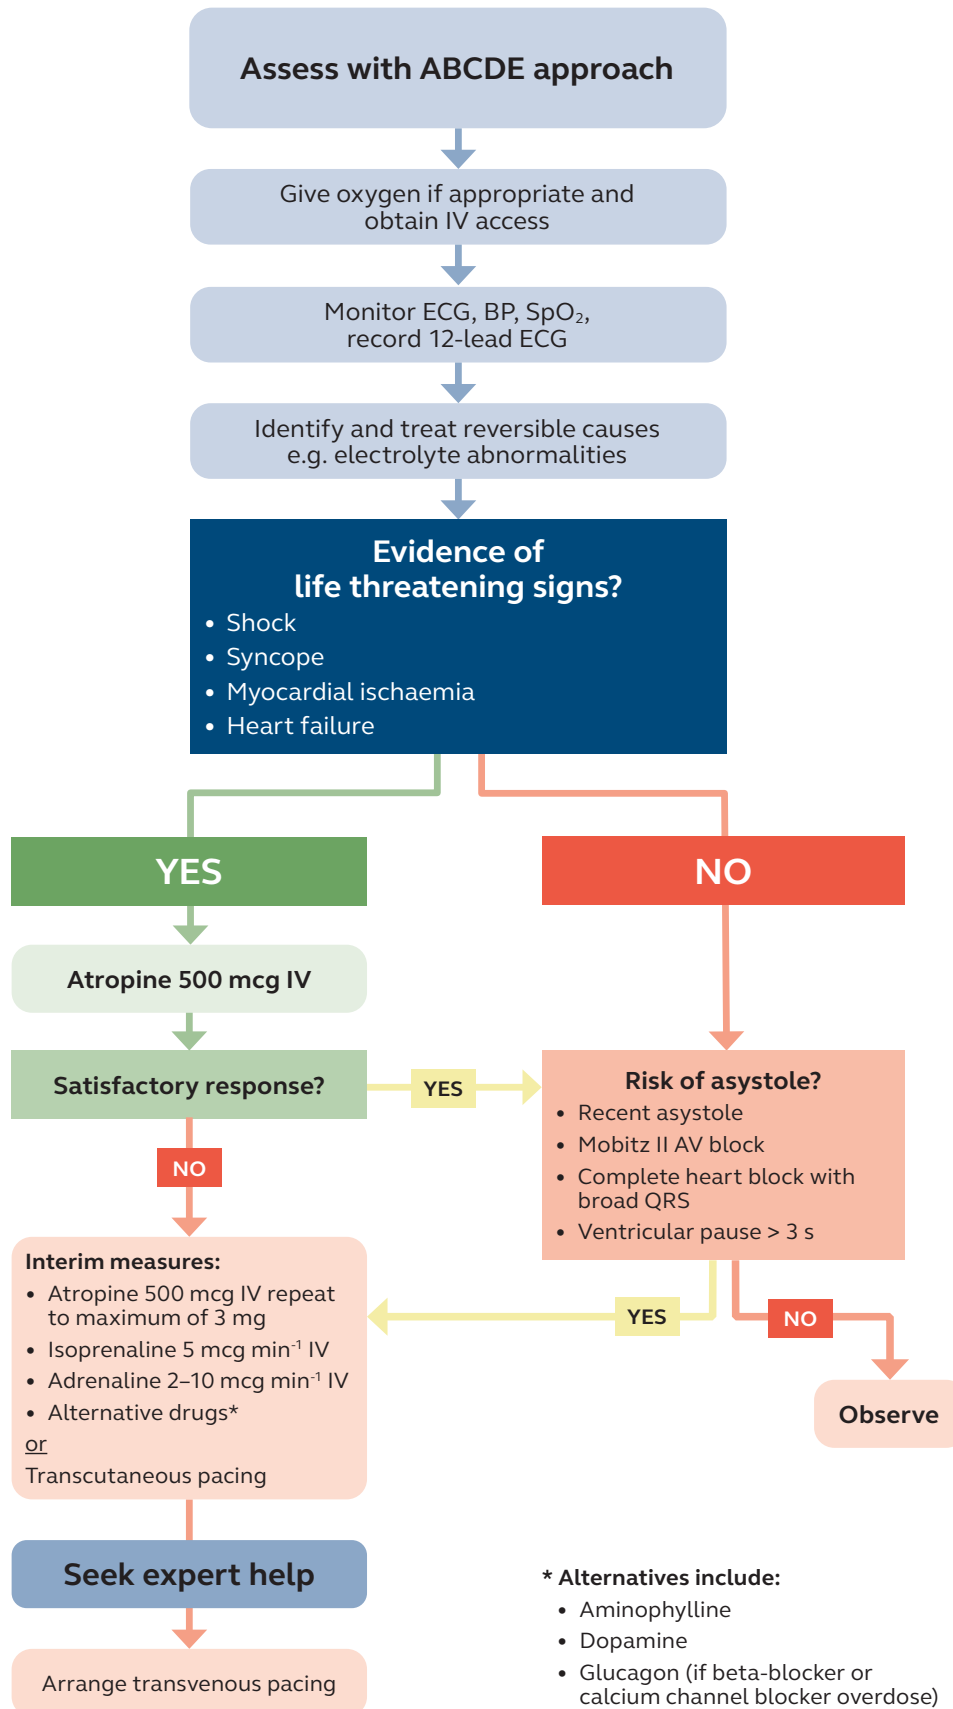 Assess with ABCDE approach
Give oxygen if appropriate and
obtain IV access
Monitor ECG, BP, SpO₂,
record 12-lead ECG
Identify and treat reversible causes
e.g. electrolyte abnormalities
Evidence of
life threatening signs?
• Shock
• Syncope
• Myocardial ischaemia
• Heart failure
YES
NO
Atropine 500 mcg IV
Satisfactory response?
YES
Risk of asystole?
• Recent asystole
• Mobitz II AV block
• Complete heart block with
broad QRS
• Ventricular pause > 3 s
NO
Interim measures:
• Atropine 500 mcg IV repeat
to maximum of 3 mg
• Isoprenaline 5 mcg min⁻¹ IV
• Adrenaline 2–10 mcg min⁻¹ IV
• Alternative drugs*
or
Transcutaneous pacing
YES
NO
Observe
Seek expert help
Arrange transvenous pacing
* Alternatives include:
• Aminophylline
• Dopamine
• Glucagon (if beta-blocker or
calcium channel blocker overdose)